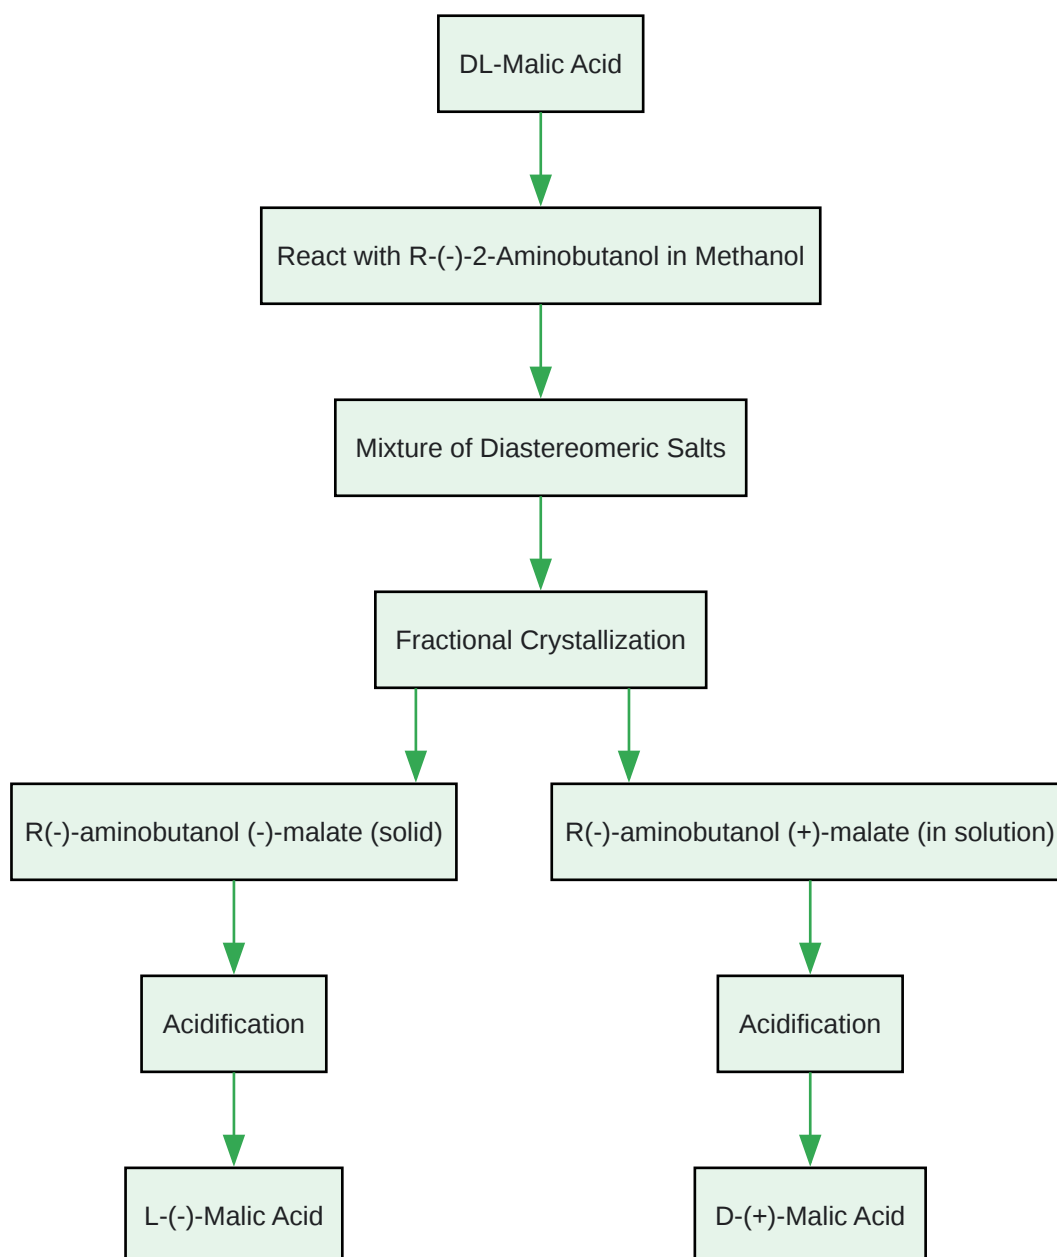 DL-Malic Acid
React with R-(-)-2-Aminobutanol in Methanol
Mixture of Diastereomeric Salts
Fractional Crystallization
R(-)-aminobutanol (-)-malate (solid)
R(-)-aminobutanol (+)-malate (in solution)
Acidification
Acidification
L-(-)-Malic Acid
D-(+)-Malic Acid